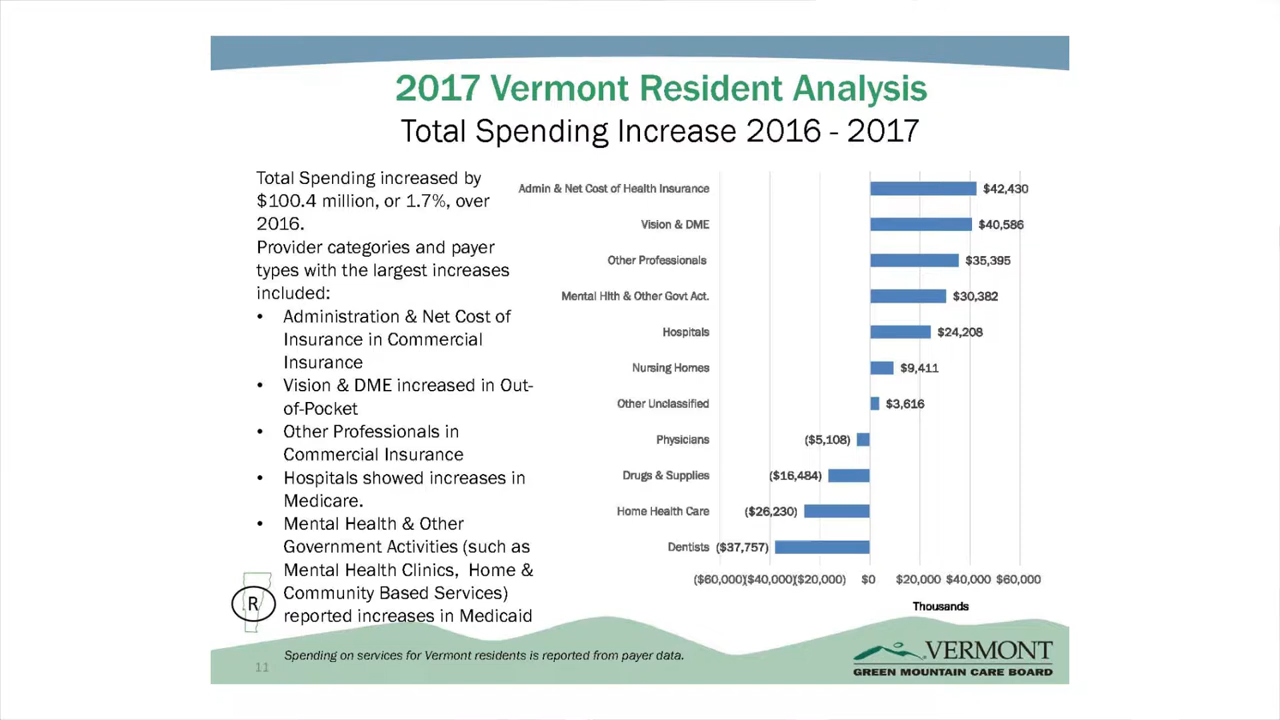 2017 Vermont Resident Analysis
Total Spending Increase 2016 - 2017
Total Spending increased by
$100.4 million, or 1.7%, over
2016.
Provider categories and payer
types with the largest increases
included:
• Administration & Net Cost of
Insurance in Commercial
Insurance
• Vision & DME increased in Out-
of-Pocket
• Other Professionals in
Commercial Insurance
• Hospitals showed increases in
Medicare.
• Mental Health & Other
Government Activities (such as
Mental Health Clinics, Home &
Community Based Services)
reported increases in Medicaid
Admin & Net Cost of Health Insurance $42,430
Vision & DME $40,586
Other Professionals $35,395
Mental Hlth & Other Govt Act. $30,382
Hospitals $24,208
Nursing Homes $9,411
Other Unclassified $3,616
Physicians ($5,108)
Drugs & Supplies ($16,484)
Home Health Care ($26,230)
Dentists ($37,757)
($60,000) ($40,000) ($20,000) $0 $20,000 $40,000 $60,000
Thousands
R
Spending on services for Vermont residents is reported from payer data.
11
VERMONT
GREEN MOUNTAIN CARE BOARD